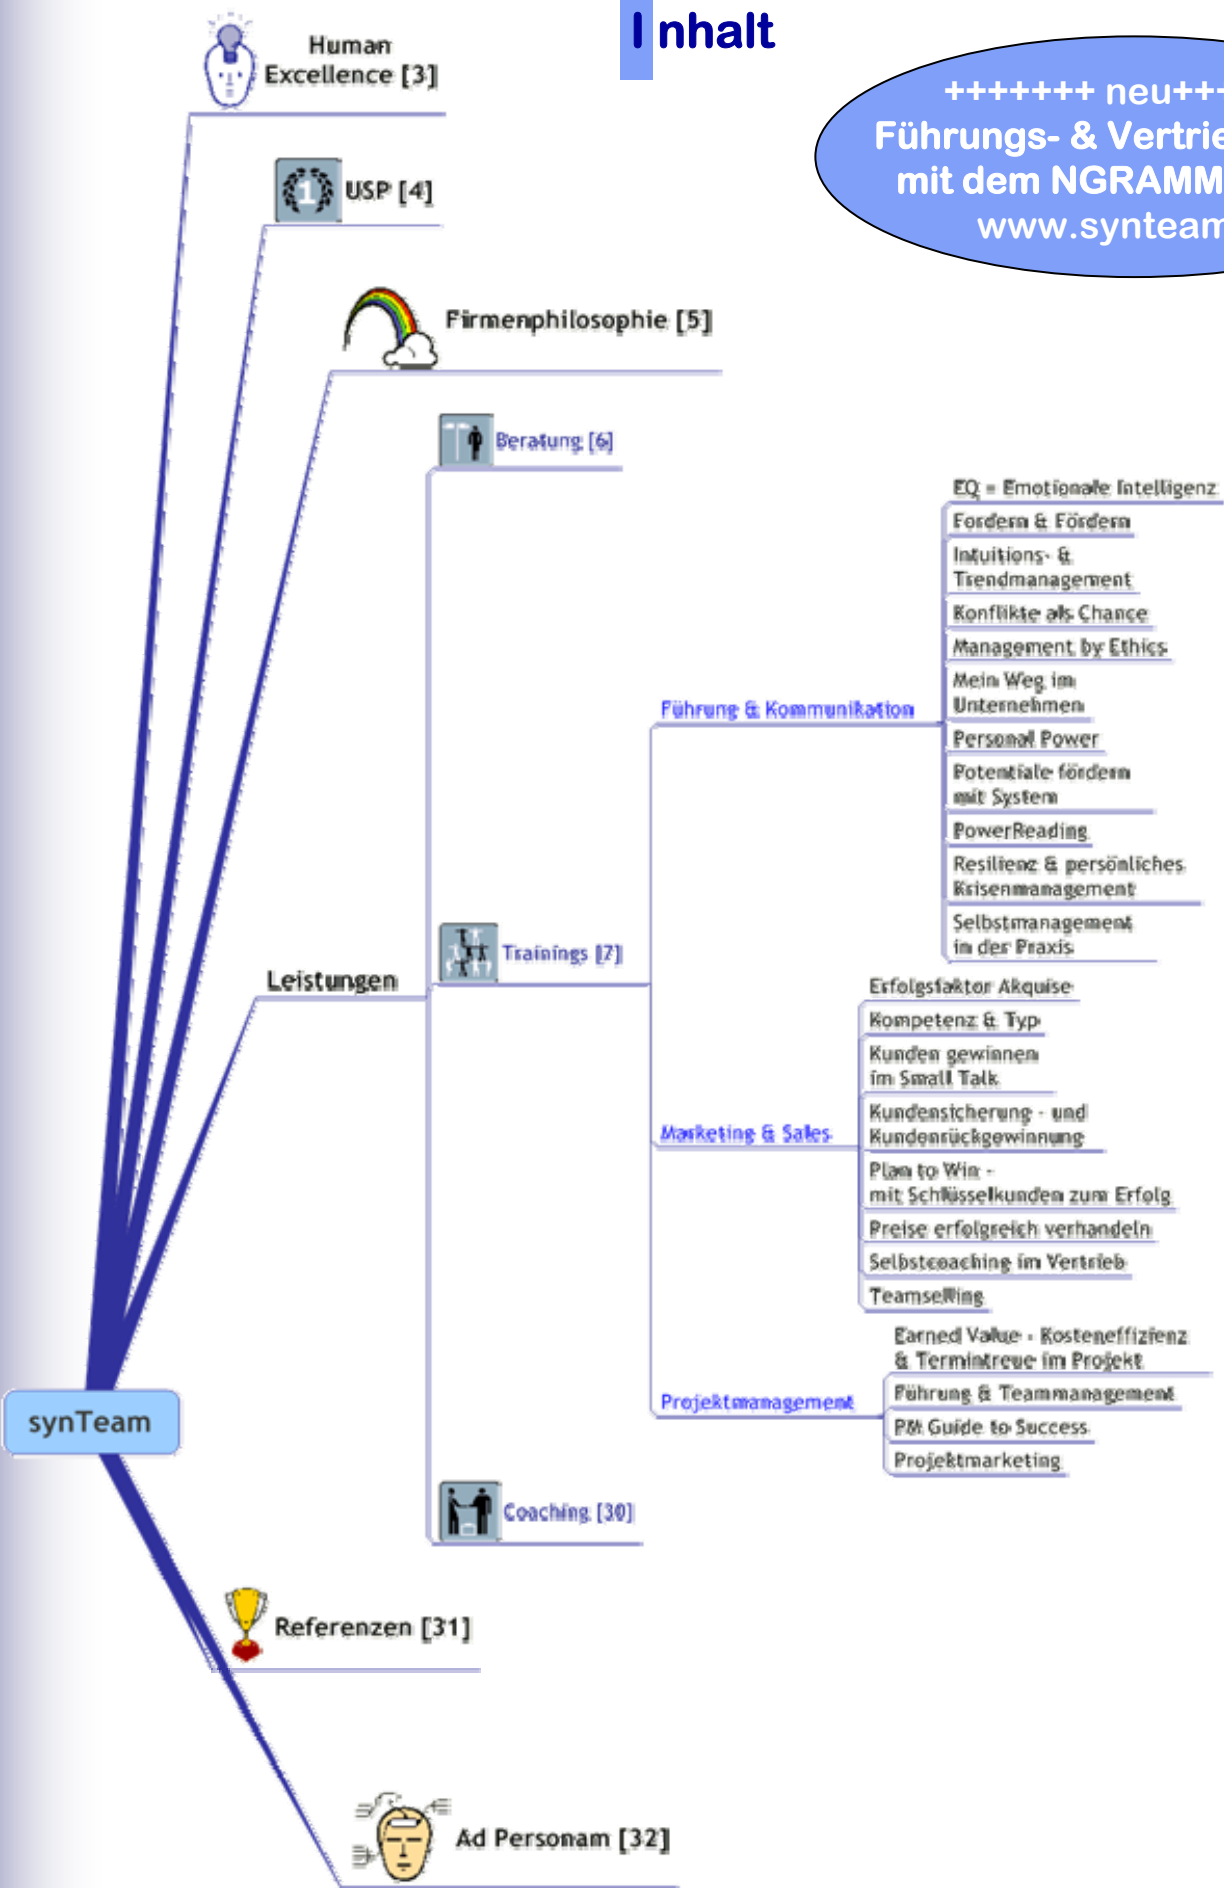 Inhalt
+++++++ neu+++
Führungs- & Vertrie
mit dem NGRAMM
www.synteam
Human
Excellence [3]
1
USP [4]
Firmenphilosophie [5]
Beratung [6]
EQ = Emotionale Intelligenz
Fordern & Fördern
Intuitions- &
Trendmanagement
Konflikte als Chance
Management by Ethics
Mein Weg im
Unternehmen
Führung & Kommunikation
Personal Power
Potentiale fördern
mit System
PowerReading
Resilienz & persönliches
Krisenmanagement
Selbstmanagement
in der Praxis
Trainings [7]
Leistungen
Erfolgsfaktor Akquise
Kompetenz & Typ
Kunden gewinnen
im Small Talk
Kundensicherung - und
Kundenrückgewinnung
Marketing & Sales
Plan to Win -
mit Schlüsselkunden zum Erfolg
Preise erfolgreich verhandeln
Selbstcoaching im Vertrieb
Teamselling
Earned Value - Kosteneffizienz
& Termintreue im Projekt
Projektmanagement
Führung & Teammanagement
PM Guide to Success
Projektmarketing
synTeam
Coaching [30]
Referenzen [31]
Ad Personam [32]